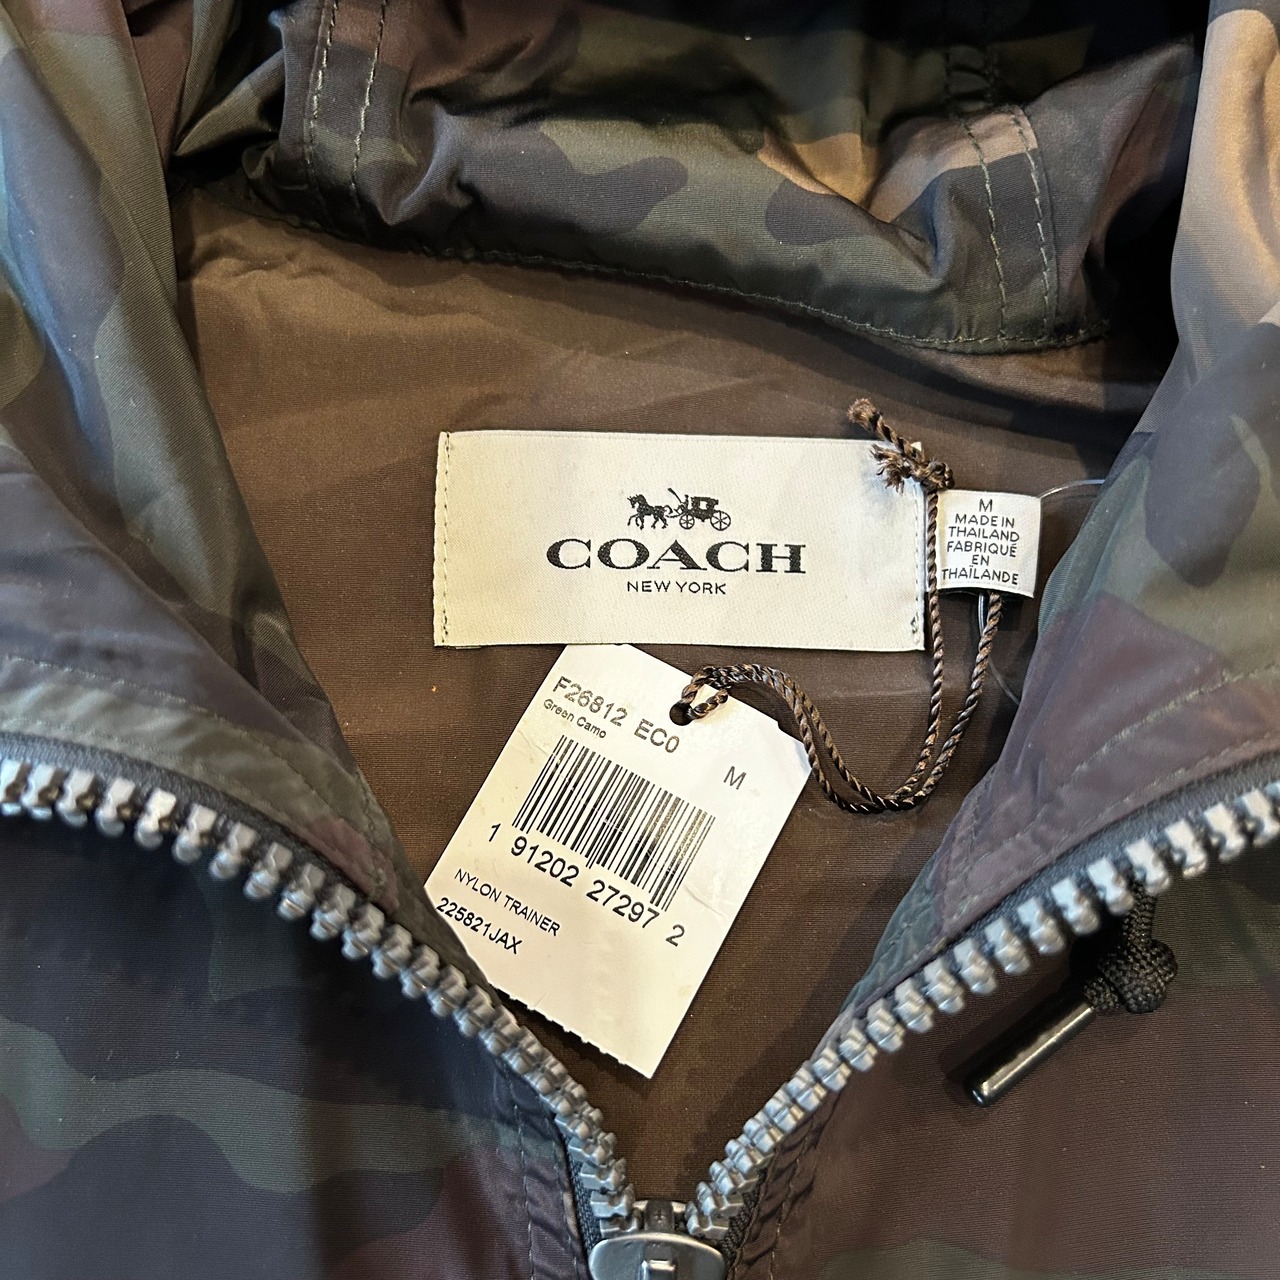 COACH
NEW YORK
M
MADE IN
THAILAND
FABRIQUÉ
EN
THAÏLANDE
F26812 EC0
Green Camo
M
1 91202 27297 2
NYLON TRAINER
225821JAX